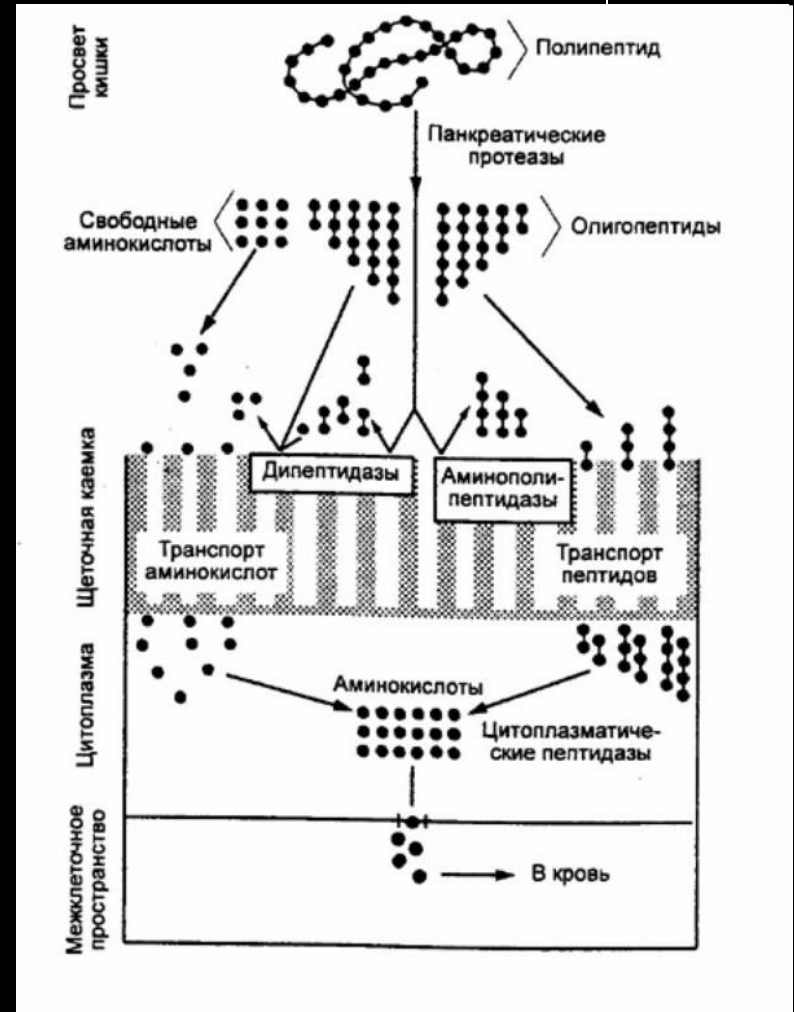 Просвет
кишки
Полипептид
Панкреатические
протеазы
Свободные
аминокислоты
Олигопептиды
Щеточная каемка
Дипептидазы
Аминополи-
пептидазы
Транспорт
аминокислот
Транспорт
пептидов
Цитоплазма
Аминокислоты
Цитоплазматиче-
ские пептидазы
Межклеточное
пространство
В кровь